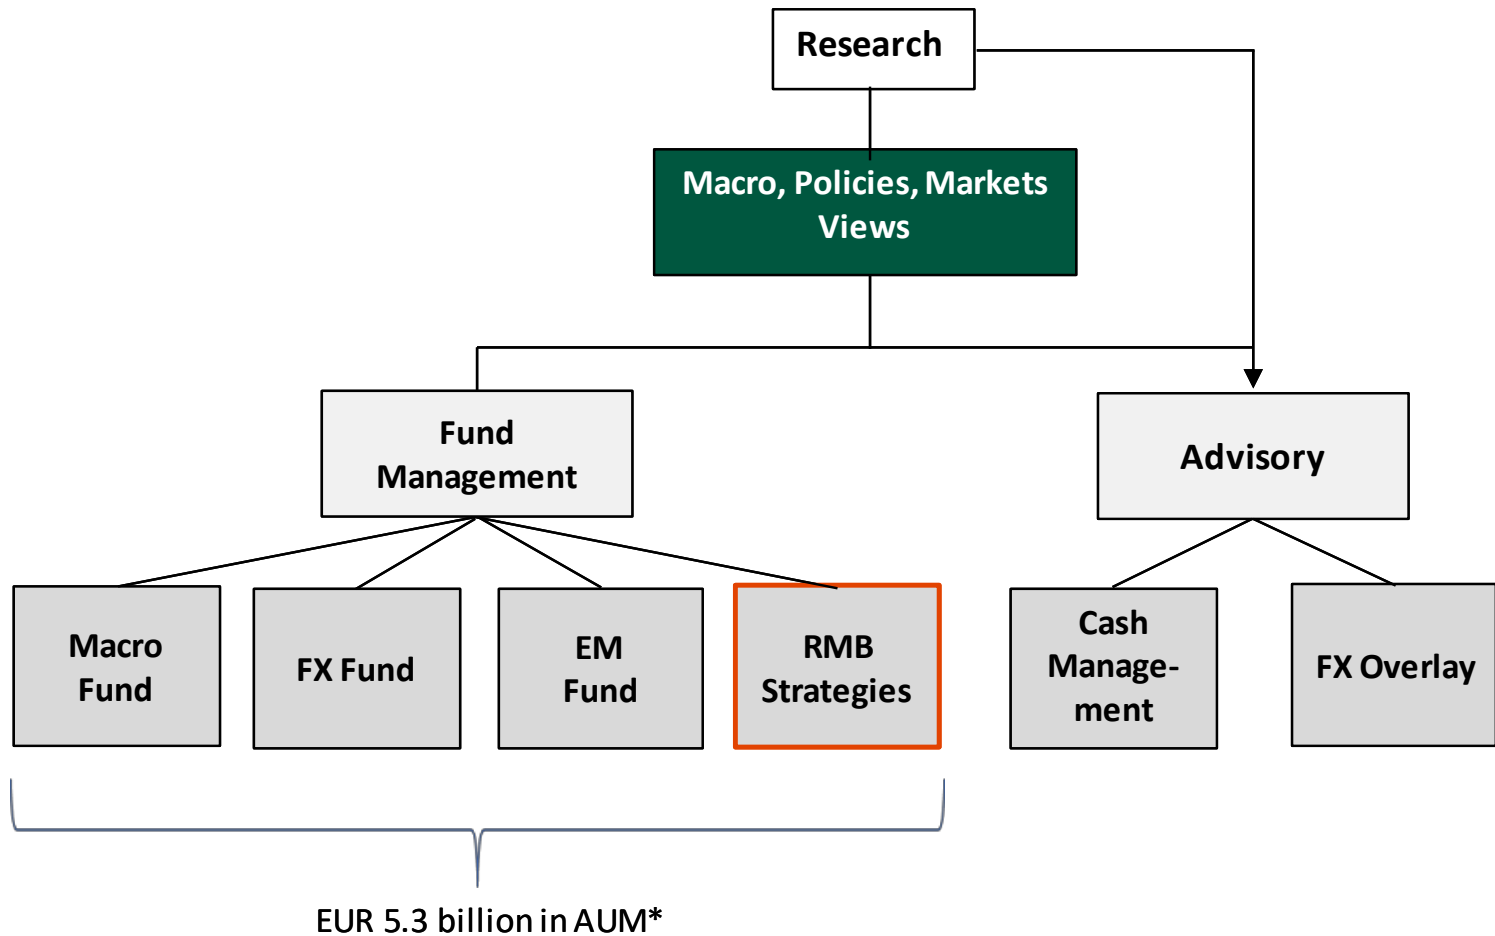 Research
Macro, Policies, Markets
Views
Fund
Management
Advisory
Macro
Fund
FX Fund
EM
Fund
RMB
Strategies
Cash
Manage-
ment
FX Overlay
EUR 5.3 billion in AUM*